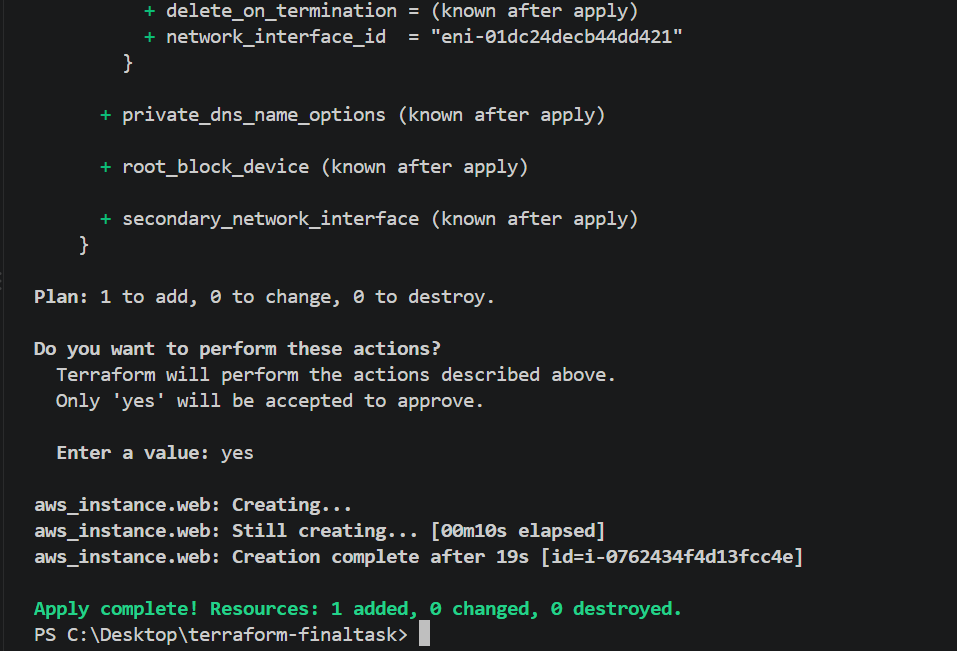 + delete_on_termination = (known after apply)
+ network_interface_id  = "eni-01dc24decb44dd421"
}
+ private_dns_name_options (known after apply)
+ root_block_device (known after apply)
+ secondary_network_interface (known after apply)
}
Plan: 1 to add, 0 to change, 0 to destroy.
Do you want to perform these actions?
Terraform will perform the actions described above.
Only 'yes' will be accepted to approve.
Enter a value: yes
aws_instance.web: Creating...
aws_instance.web: Still creating... [00m10s elapsed]
aws_instance.web: Creation complete after 19s [id=i-0762434f4d13fcc4e]
Apply complete! Resources: 1 added, 0 changed, 0 destroyed.
PS C:\Desktop\terraform-finaltask>